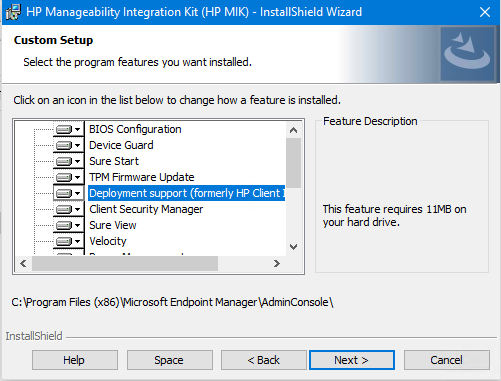 HP Manageability Integration Kit (HP MIK) - InstallShield Wizard
Custom Setup
Select the program features you want installed.
Click on an icon in the list below to change how a feature is installed.
BIOS Configuration
Device Guard
Sure Start
TPM Firmware Update
Deployment support (formerly HP Client
Client Security Manager
Sure View
Velocity
Feature Description
This feature requires 11MB on
your hard drive.
C:\Program Files (x86)\Microsoft Endpoint Manager\AdminConsole\
InstallShield
Help
Space
< Back
Next >
Cancel